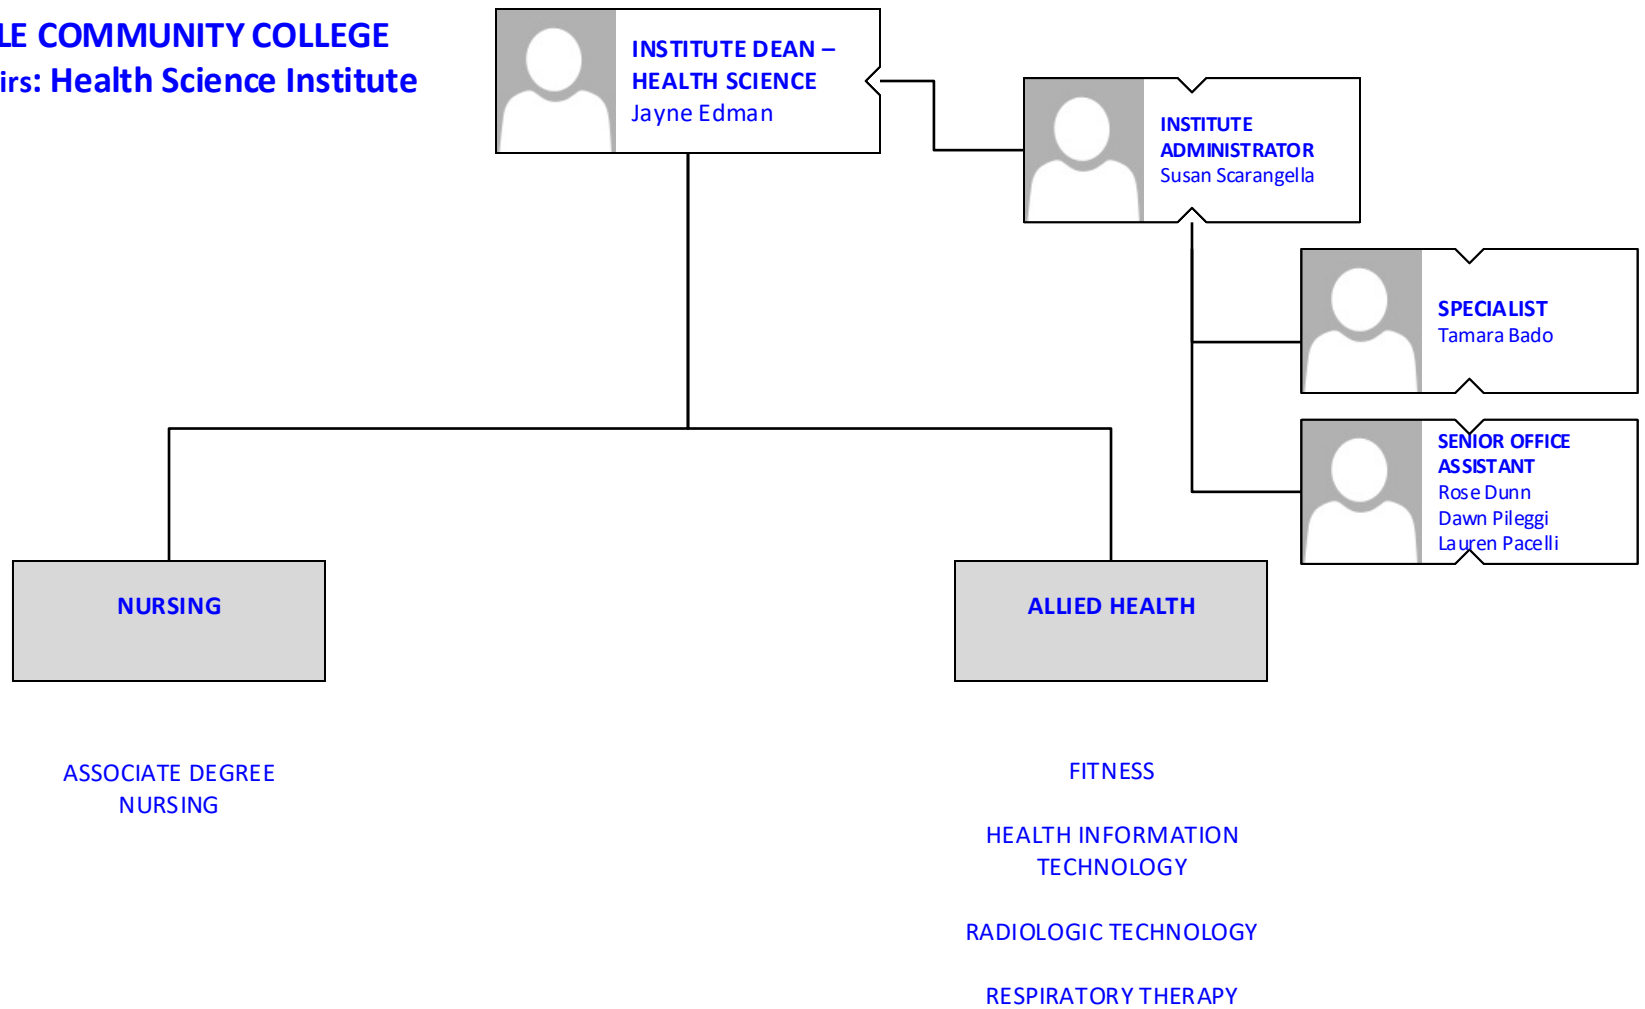 LE COMMUNITY COLLEGE
irs: Health Science Institute
INSTITUTE DEAN –
HEALTH SCIENCE
Jayne Edman
INSTITUTE
ADMINISTRATOR
Susan Scarangella
SPECIALIST
Tamara Bado
SENIOR OFFICE
ASSISTANT
Rose Dunn
Dawn Pileggi
Lauren Pacelli
NURSING
ALLIED HEALTH
ASSOCIATE DEGREE
NURSING
FITNESS
HEALTH INFORMATION
TECHNOLOGY
RADIOLOGIC TECHNOLOGY
RESPIRATORY THERAPY